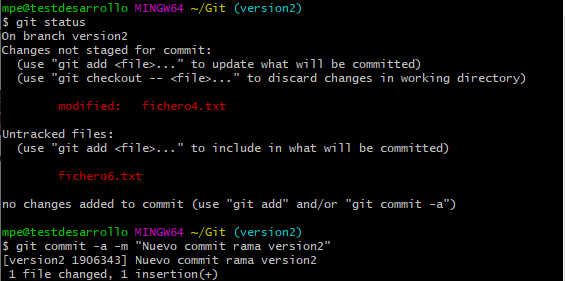 mpe@testdesarrollo MINGW64 ~/Git (version2)
$ git status
On branch version2
Changes not staged for commit:
  (use "git add <file>..." to update what will be committed)
  (use "git checkout -- <file>..." to discard changes in working directory)

        modified:   fichero4.txt

Untracked files:
  (use "git add <file>..." to include in what will be committed)

        fichero6.txt

no changes added to commit (use "git add" and/or "git commit -a")

mpe@testdesarrollo MINGW64 ~/Git (version2)
$ git commit -a -m "Nuevo commit rama version2"
[version2 1906343] Nuevo commit rama version2
 1 file changed, 1 insertion(+)